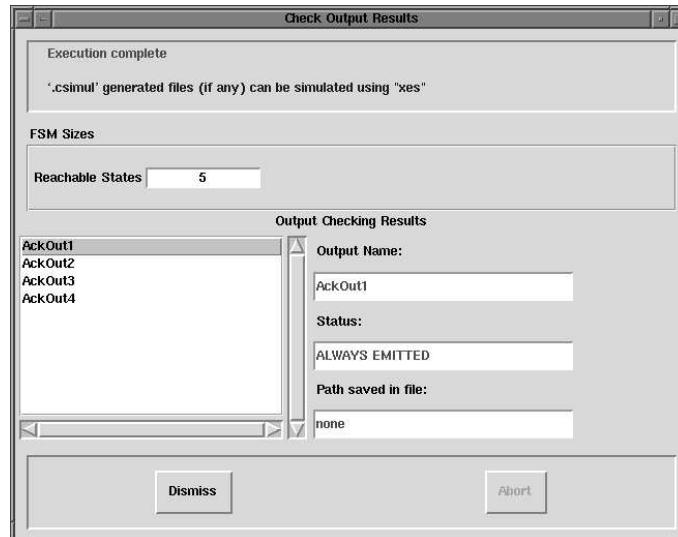 Check Output Results
Execution complete
'.csimul' generated files (if any) can be simulated using "xes"
FSM Sizes
Reachable States 5
Output Checking Results
AckOut1
AckOut2
AckOut3
AckOut4
Output Name:
AckOut1
Status:
ALWAYS EMITTED
Path saved in file:
none
Dismiss
Abort